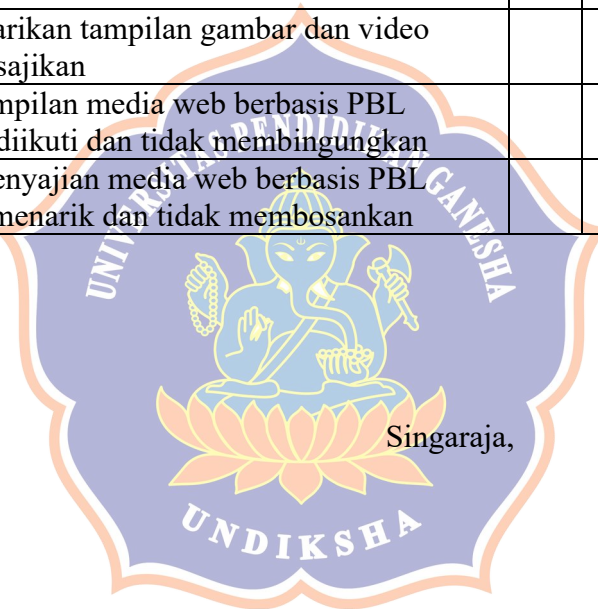 arikan tampilan gambar dan video
sajikan
mpilan media web berbasis PBL
diikuti dan tidak membingungkan
enyajian media web berbasis PBL
menarik dan tidak membosankan
UNIVERSITAS PENDIDIKAN GANESHA
Singaraja,
UNDIKSHA